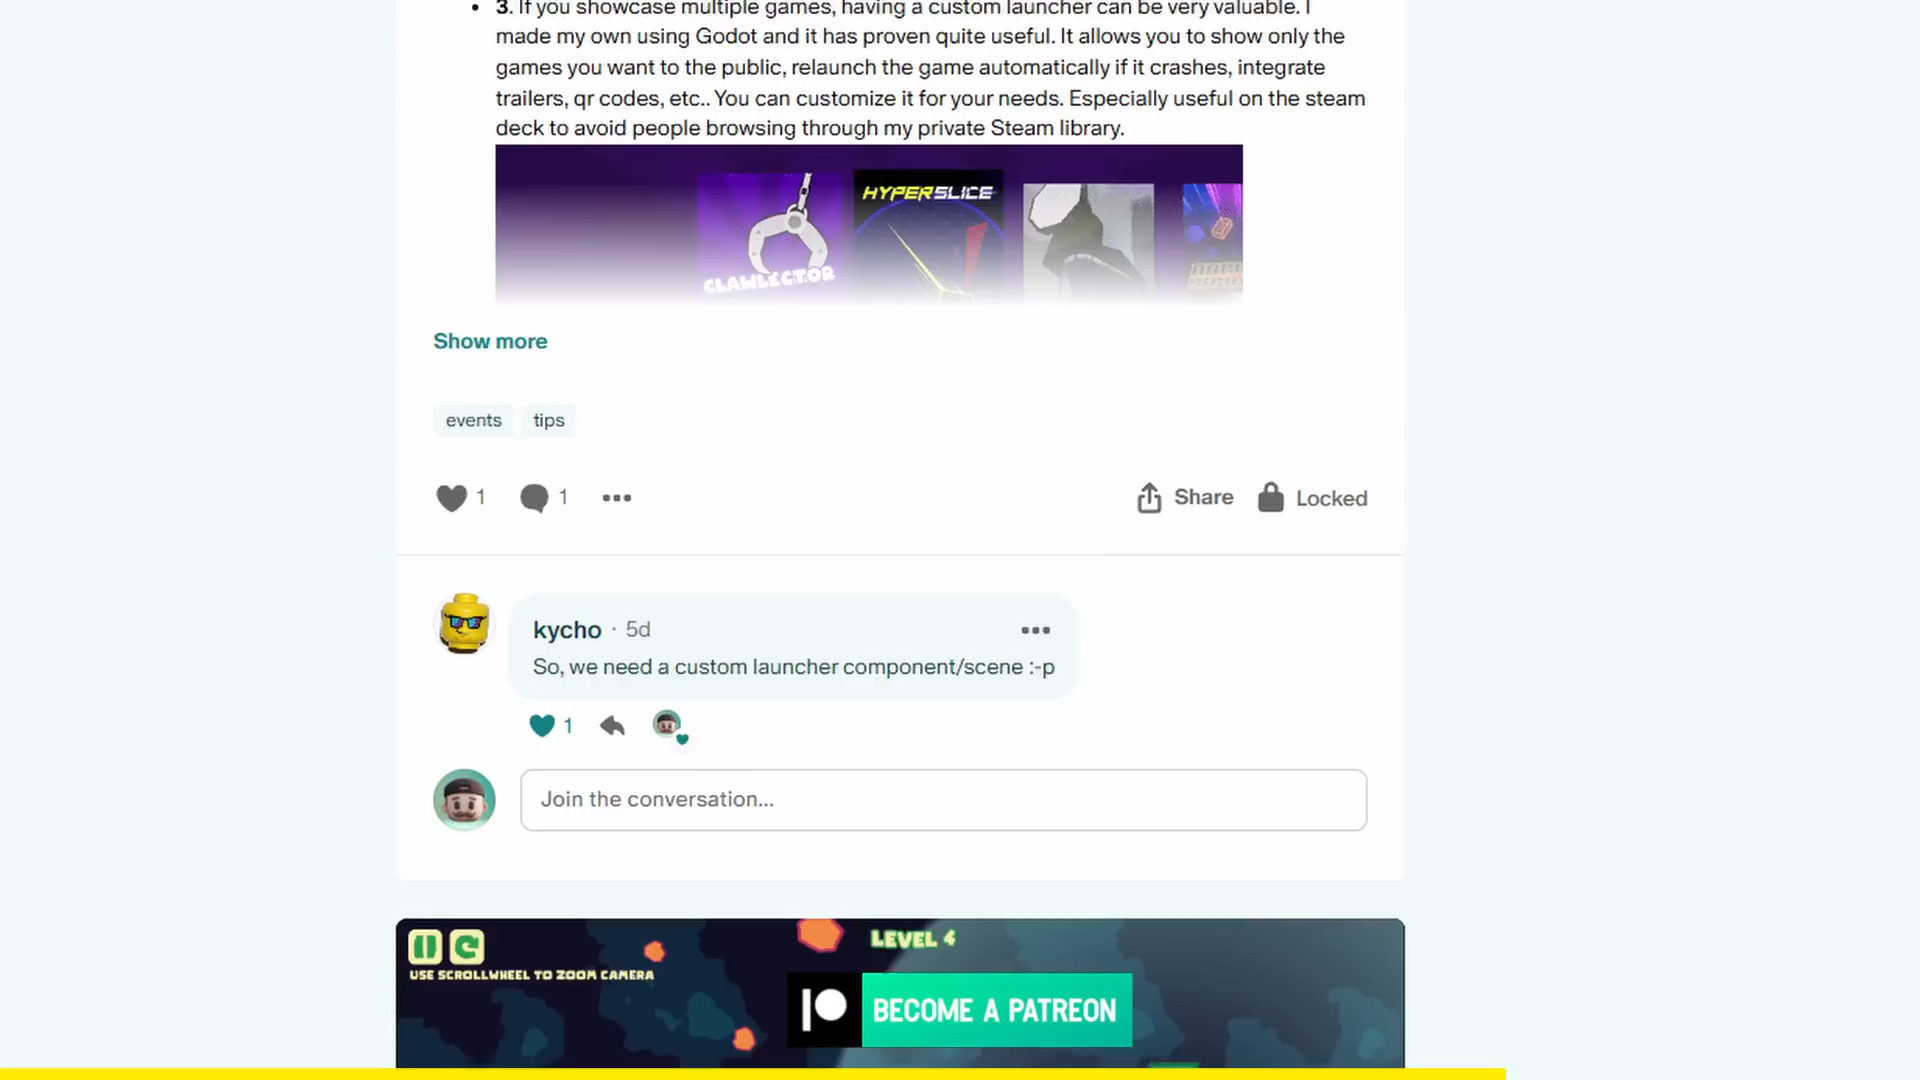 3. If you showcase multiple games, having a custom launcher can be very valuable. I
made my own using Godot and it has proven quite useful. It allows you to show only the
games you want to the public, relaunch the game automatically if it crashes, integrate
trailers, qr codes, etc.. You can customize it for your needs. Especially useful on the steam
deck to avoid people browsing through my private Steam library.
HYPERSLICE
CLAWLECTOR
Show more
events tips
1 1 Share Locked
kycho · 5d
So, we need a custom launcher component/scene :-p
1
Join the conversation...
LEVEL 4
USE SCROLLWHEEL TO ZOOM CAMERA
BECOME A PATREON